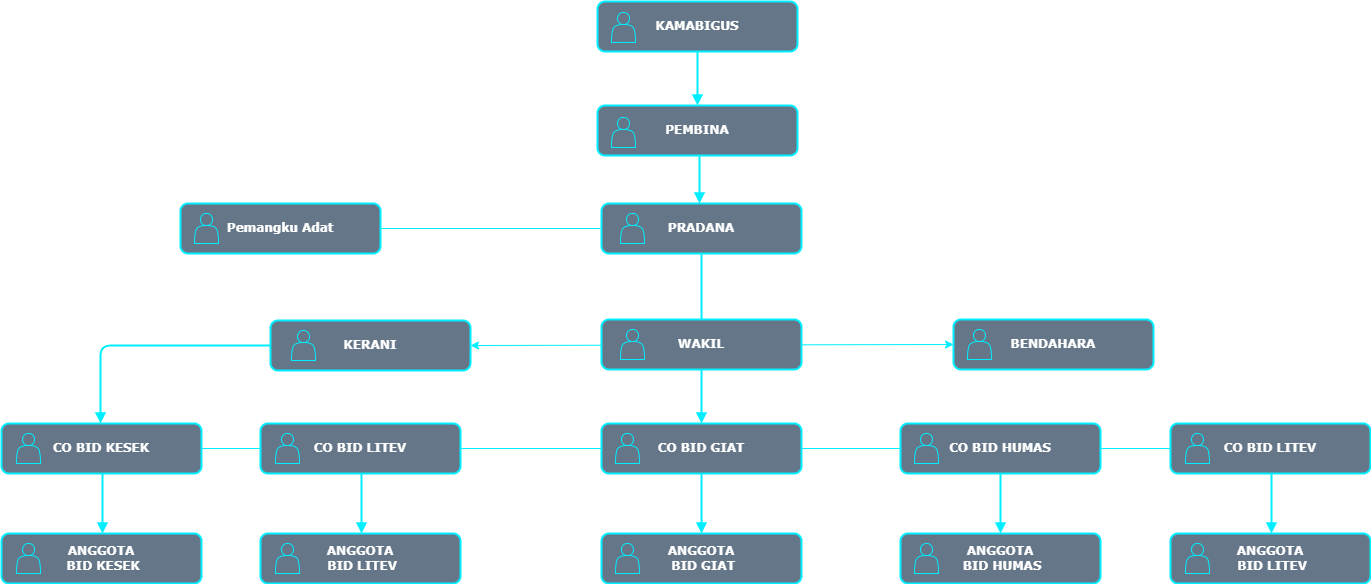 KAMABIGUS
PEMBINA
Pemangku Adat
PRADANA
KERANI
WAKIL
BENDAHARA
CO BID KESEK
CO BID LITEV
CO BID GIAT
CO BID HUMAS
CO BID LITEV
ANGGOTA
BID KESEK
ANGGOTA
BID LITEV
ANGGOTA
BID GIAT
ANGGOTA
BID HUMAS
ANGGOTA
BID LITEV